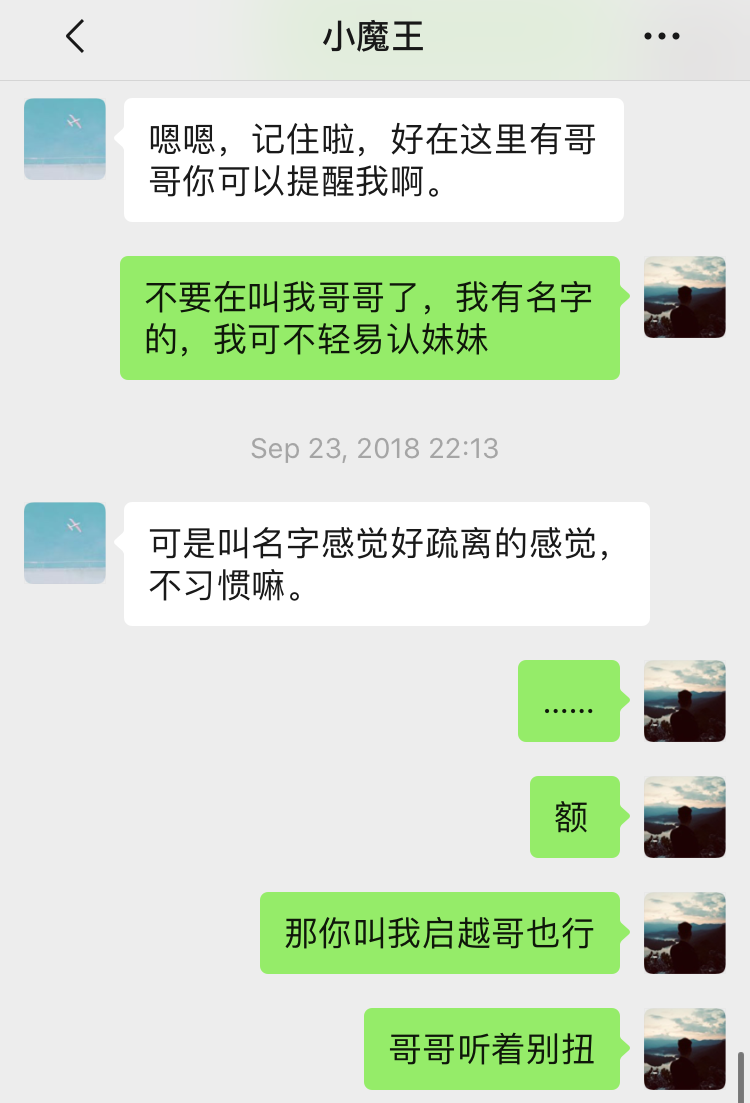 小魔王
嗯嗯，记住啦，好在这里有哥
哥你可以提醒我啊。
不要在叫我哥哥了，我有名字
的，我可不轻易认妹妹
Sep 23, 2018 22:13
可是叫名字感觉好疏离的感觉，
不习惯嘛。
......
额
那你叫我启越哥也行
哥哥听着别扭